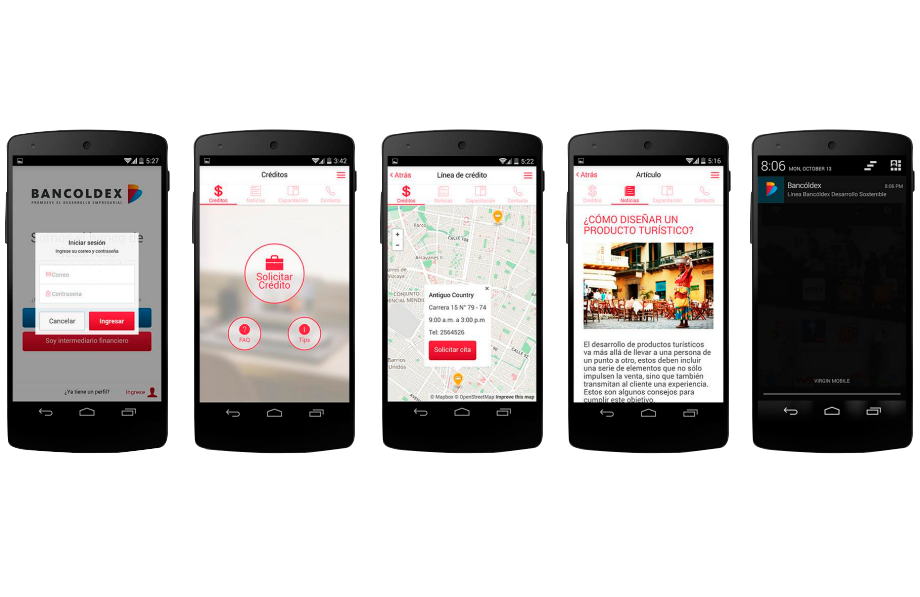 5:27
BANCOLDEX
PROMUEVE EL DESARROLLO EMPRESARIAL
Iniciar sesión
Ingrese su correo y contraseña
Correo
Contraseña
Cancelar
Ingresar
Soy intermediario financiero
¿Ya tiene un perfil?
Ingrese
3:42
Créditos
Créditos
Noticias
Capacitación
Contacto
Solicitar
Crédito
FAQ
Tips
5:22
Atrás
Línea de crédito
Créditos
Noticias
Capacitación
Contacto
+
−
CALLE 106
Antiguo Country
Carrera 15 N° 79 - 74
9:00 a.m. a 3:00 p.m
Tel: 2564526
Solicitar cita
Barrios
Unidos
© Mapbox © OpenStreetMap Improve this map
5:16
Atrás
Artículo
Créditos
Noticias
Capacitación
Contacto
¿CÓMO DISEÑAR UN
PRODUCTO TURÍSTICO?
El desarrollo de productos turísticos
va más allá de llevar a una persona de
un punto a otro, estos deben incluir
una serie de elementos que no sólo
impulsen la venta, sino que también
transmitan al cliente una experiencia.
Estos son algunos consejos para
cumplir este objetivo.
8:06 MON, OCTOBER 13
Bancóldex
8:06 PM
Línea Bancóldex Desarrollo Sostenible
VIRGIN MOBILE